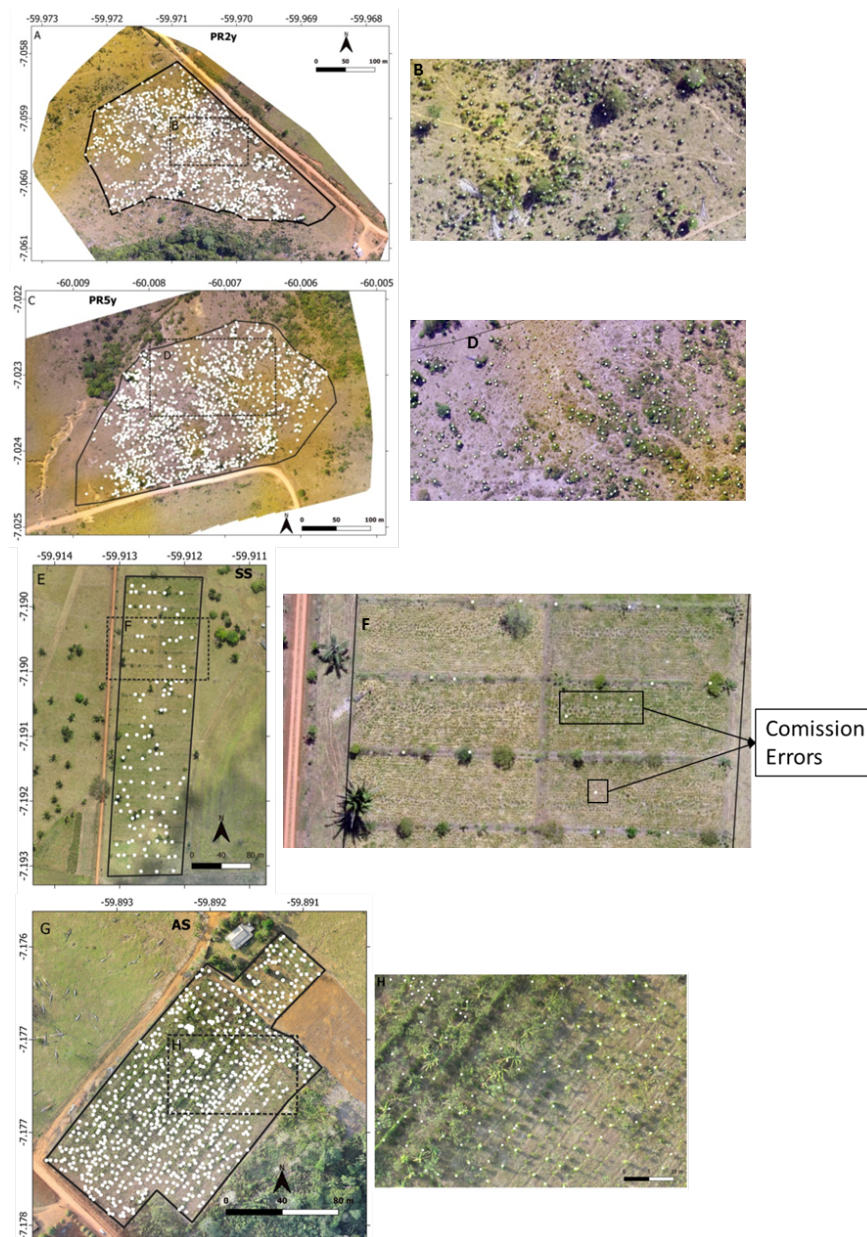 -59.973 -59.972 -59.971 -59.970 -59.969 -59.968
A PR2y N
0 50 100 m
-7.058
-7.059
-7.060
-7.061
B
B
-60.009 -60.008 -60.007 -60.006 -60.005
C PR5y
-7.022
-7.023
-7.024
-7.025
D
N
0 50 100 m
D
-59.914 -59.913 -59.912 -59.911
E SS
-7.190
-7.190
-7.191
-7.192
-7.193
F
N
0 40 80 m
F
Comission
Errors
-59.893 -59.892 -59.891
G AS
-7.176
-7.177
-7.177
-7.178
H
N
0 40 80 m
H